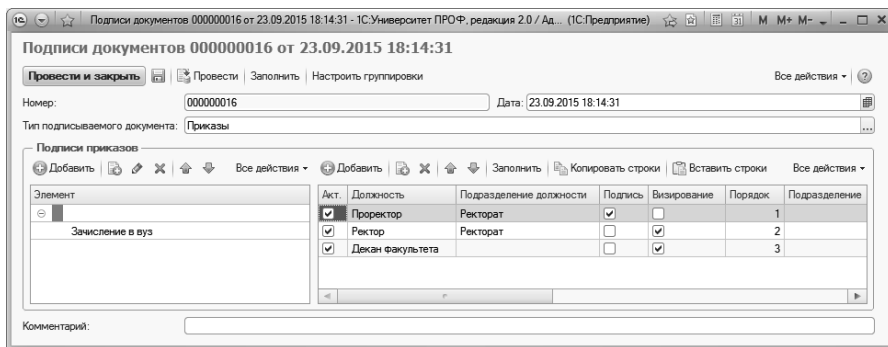 Подписи документов 000000016 от 23.09.2015 18:14:31 - 1С:Университет ПРОФ, редакция 2.0 / Ад... (1С:Предприятие) M M+ M-
Подписи документов 000000016 от 23.09.2015 18:14:31
Провести и закрыть Провести Заполнить Настроить группировки Все действия
Номер: 000000016 Дата: 23.09.2015 18:14:31
Тип подписываемого документа: Приказы ...
Подписи приказов
Добавить Все действия Добавить Заполнить Копировать строки Вставить строки Все действия
Элемент Акт. Должность Подразделение должности Подпись Визирование Порядок Подразделение
Проректор Ректорат 1
Зачисление в вуз Ректор Ректорат 2
Декан факультета 3
Комментарий: